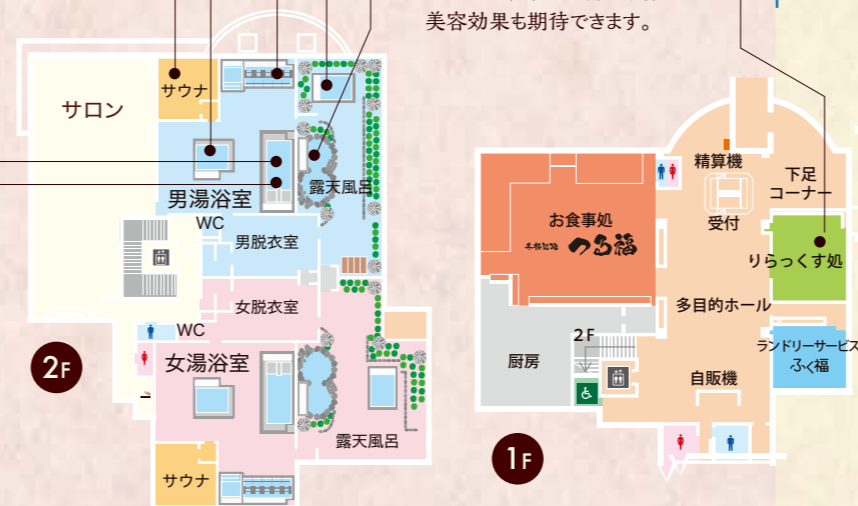 美容効果も期待できます。
サウナ
サロン
露天風呂
男湯浴室
WC
男脱衣室
女脱衣室
WC
2F
女湯浴室
露天風呂
サウナ
精算機
下足
コーナー
受付
お食事処
つる福
りらっくす処
多目的ホール
ランドリーサービス
ふく福
2F
厨房
自販機
1F